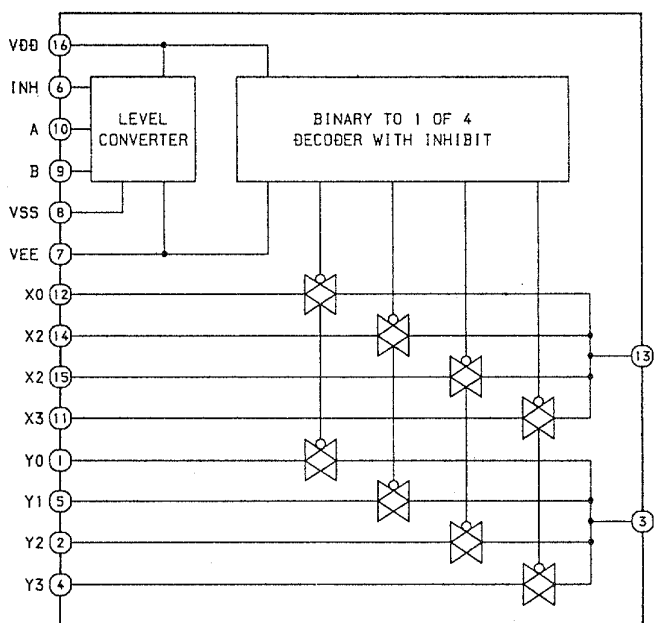 VDD 16
INH 6
A 10
B 9
VSS 8
VEE 7
LEVEL
CONVERTER
BINARY TO 1 OF 4
DECODER WITH INHIBIT
X0 12
X2 14
X2 15
X3 11
Y0 1
Y1 5
Y2 2
Y3 4
13
3